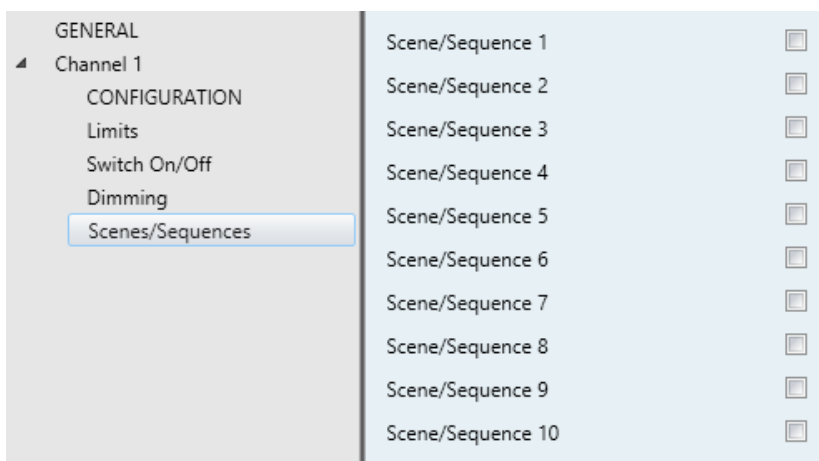 GENERAL
Channel 1
CONFIGURATION
Limits
Switch On/Off
Dimming
Scenes/Sequences
Scene/Sequence 1
Scene/Sequence 2
Scene/Sequence 3
Scene/Sequence 4
Scene/Sequence 5
Scene/Sequence 6
Scene/Sequence 7
Scene/Sequence 8
Scene/Sequence 9
Scene/Sequence 10